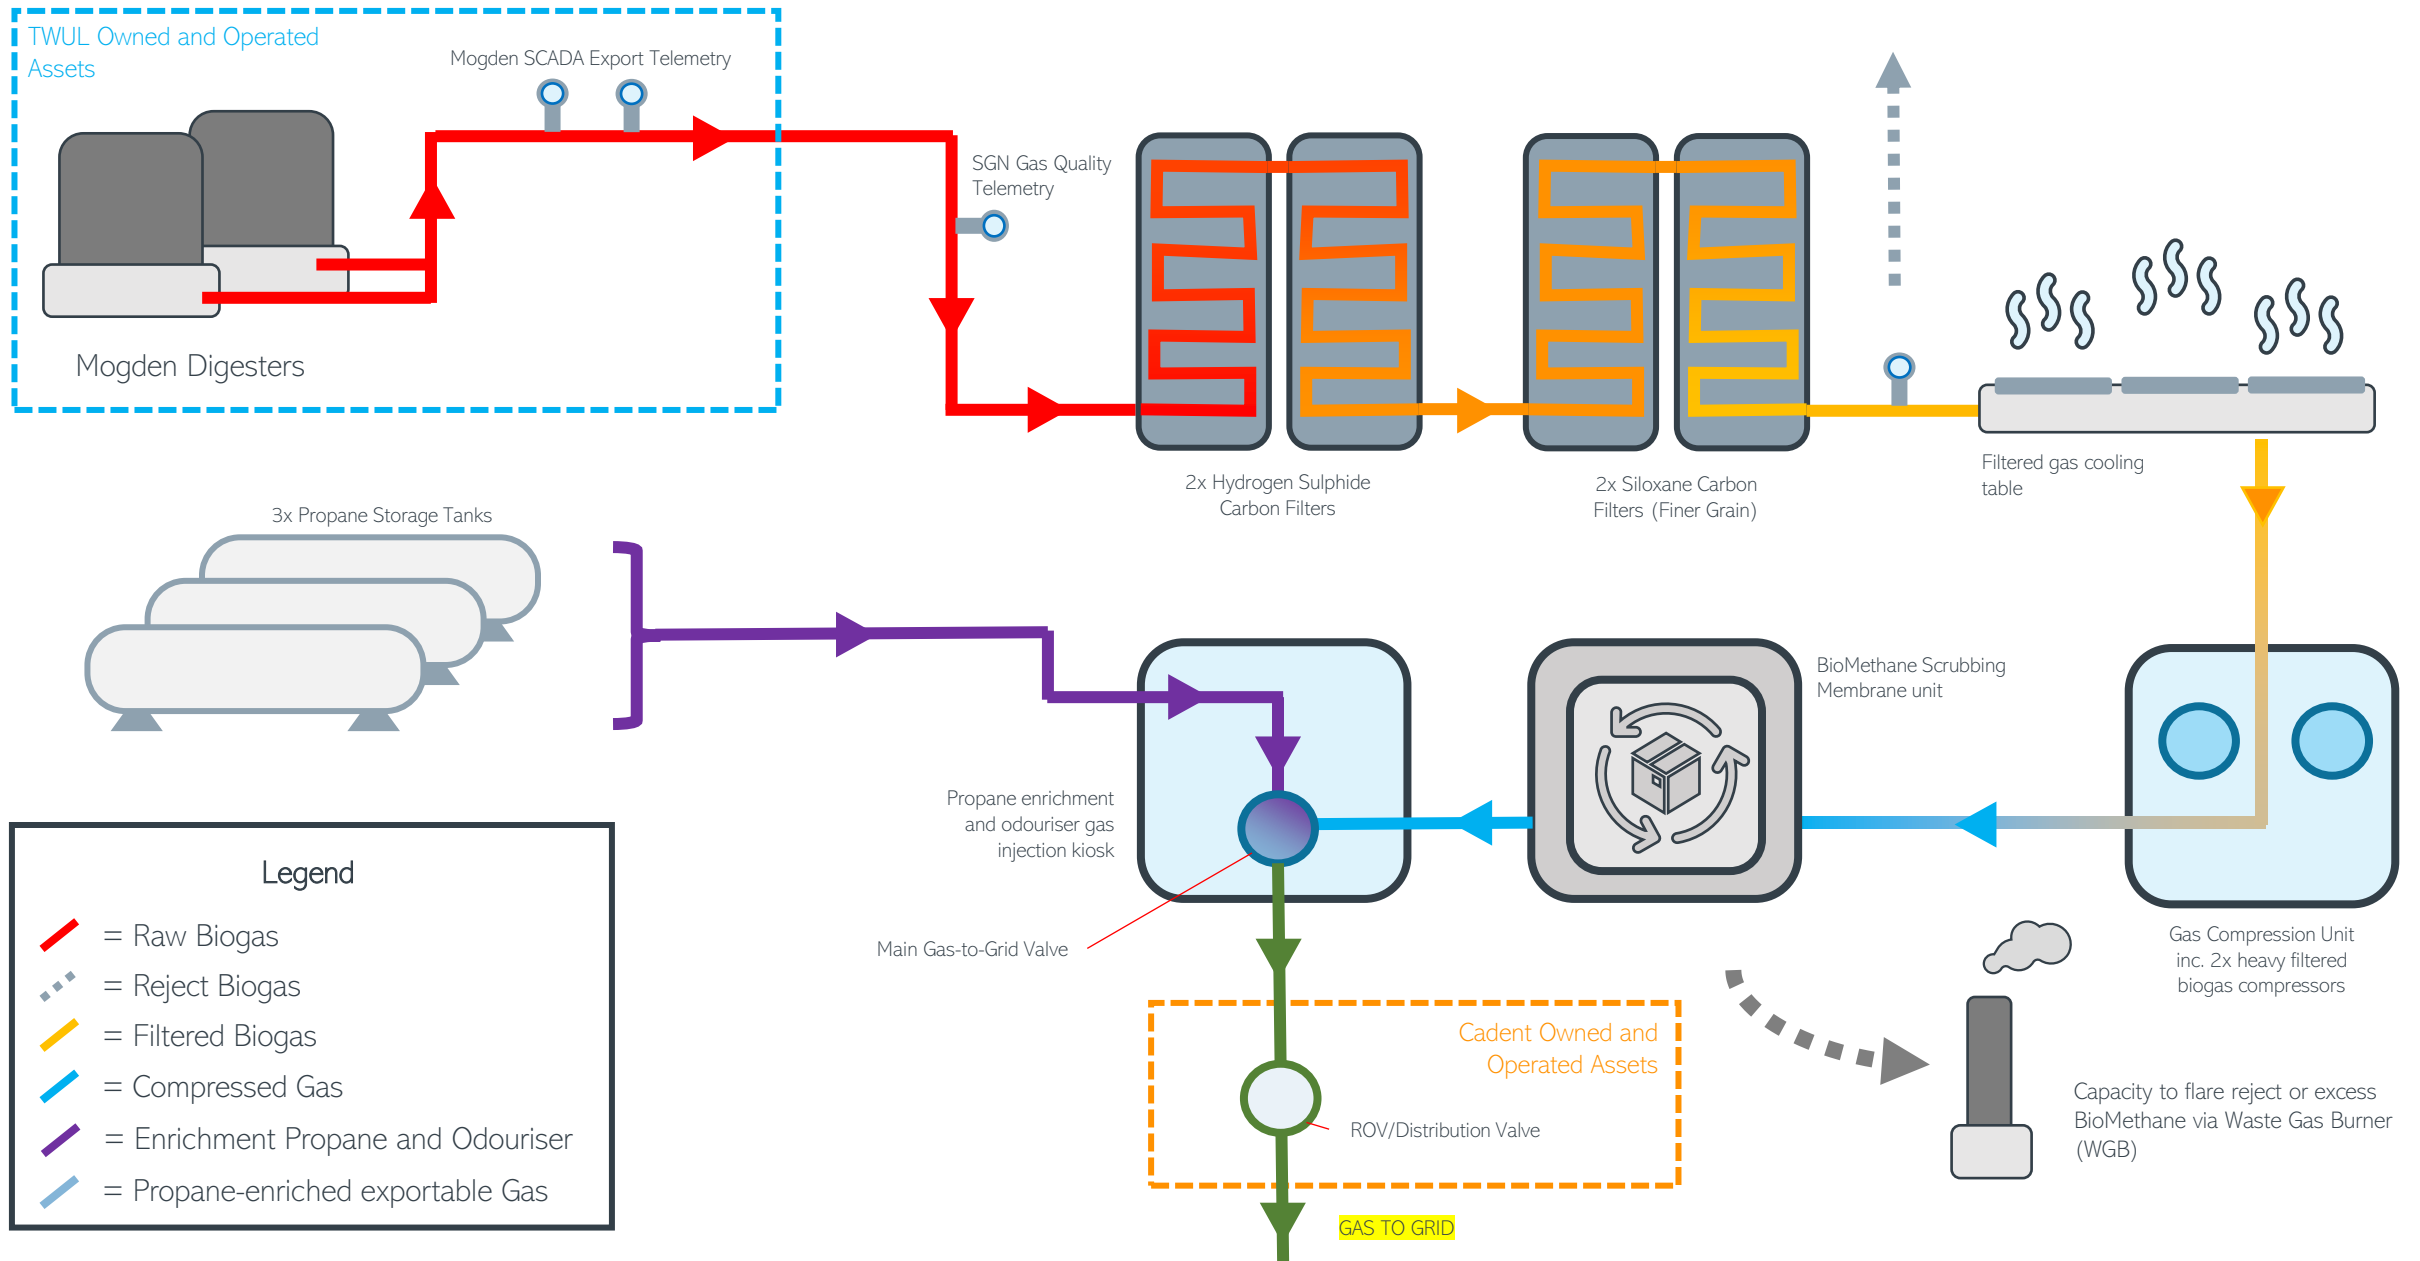 TWUL Owned and Operated
Assets
Mogden SCADA Export Telemetry
Mogden Digesters
SGN Gas Quality
Telemetry
2x Hydrogen Sulphide
Carbon Filters
2x Siloxane Carbon
Filters (Finer Grain)
Filtered gas cooling
table
3x Propane Storage Tanks
BioMethane Scrubbing
Membrane unit
Propane enrichment
and odouriser gas
injection kiosk
Main Gas-to-Grid Valve
Gas Compression Unit
inc. 2x heavy filtered
biogas compressors
Cadent Owned and
Operated Assets
ROV/Distribution Valve
Capacity to flare reject or excess
BioMethane via Waste Gas Burner
(WGB)
GAS TO GRID
Legend
= Raw Biogas
= Reject Biogas
= Filtered Biogas
= Compressed Gas
= Enrichment Propane and Odouriser
= Propane-enriched exportable Gas